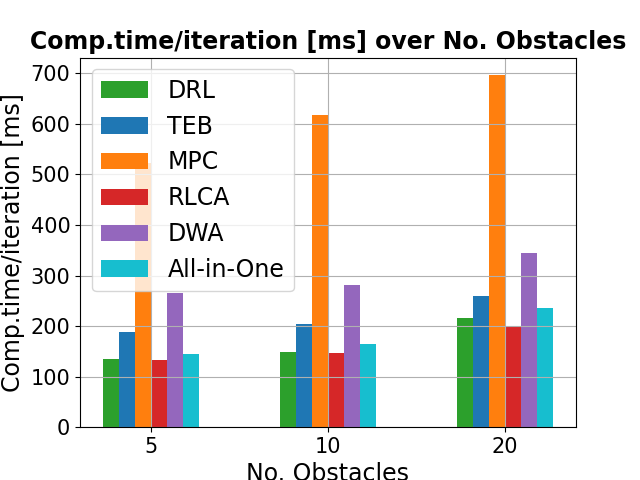 Comp.time/iteration [ms] over No. Obstacles
Comp.time/iteration [ms]
700
600
500
400
300
200
100
0
DRL
TEB
MPC
RLCA
DWA
All-in-One
5
10
20
No. Obstacles